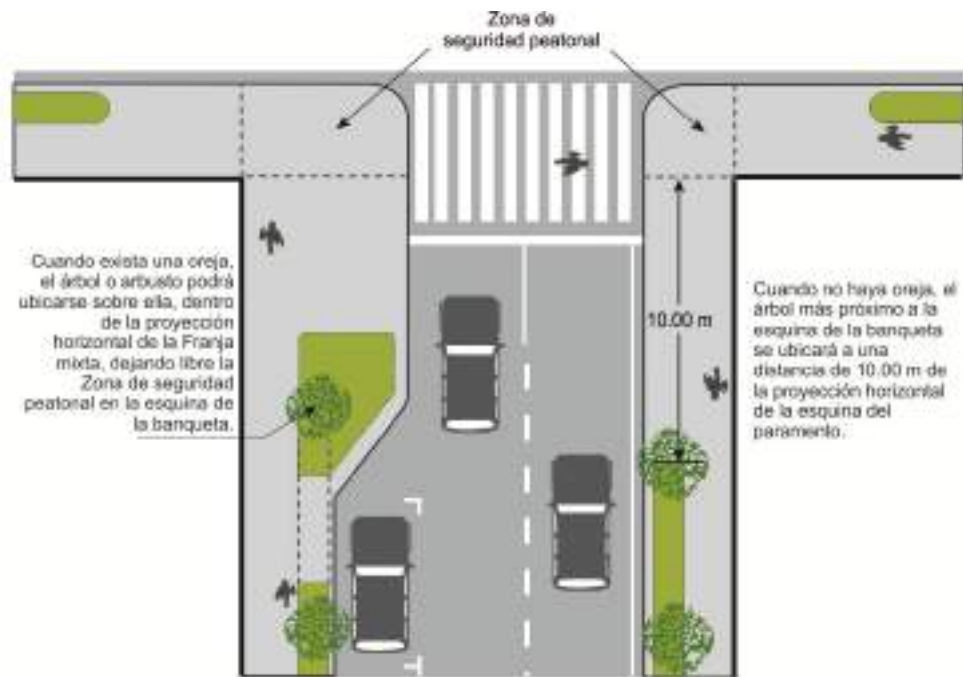 Zona de
seguridad peatonal
Cuando exista una oreja,
el árbol o arbusto podrá
ubicarse sobre ella, dentro
de la proyección
horizontal de la Franja
mixta, dejando libre la
Zona de seguridad
peatonal en la esquina de
la banqueta.
10.00 m
Cuando no haya oreja, el
árbol más próximo a la
esquina de la banqueta
se ubicará a una
distancia de 10.00 m de
la proyección horizontal
de la esquina del
paramento.